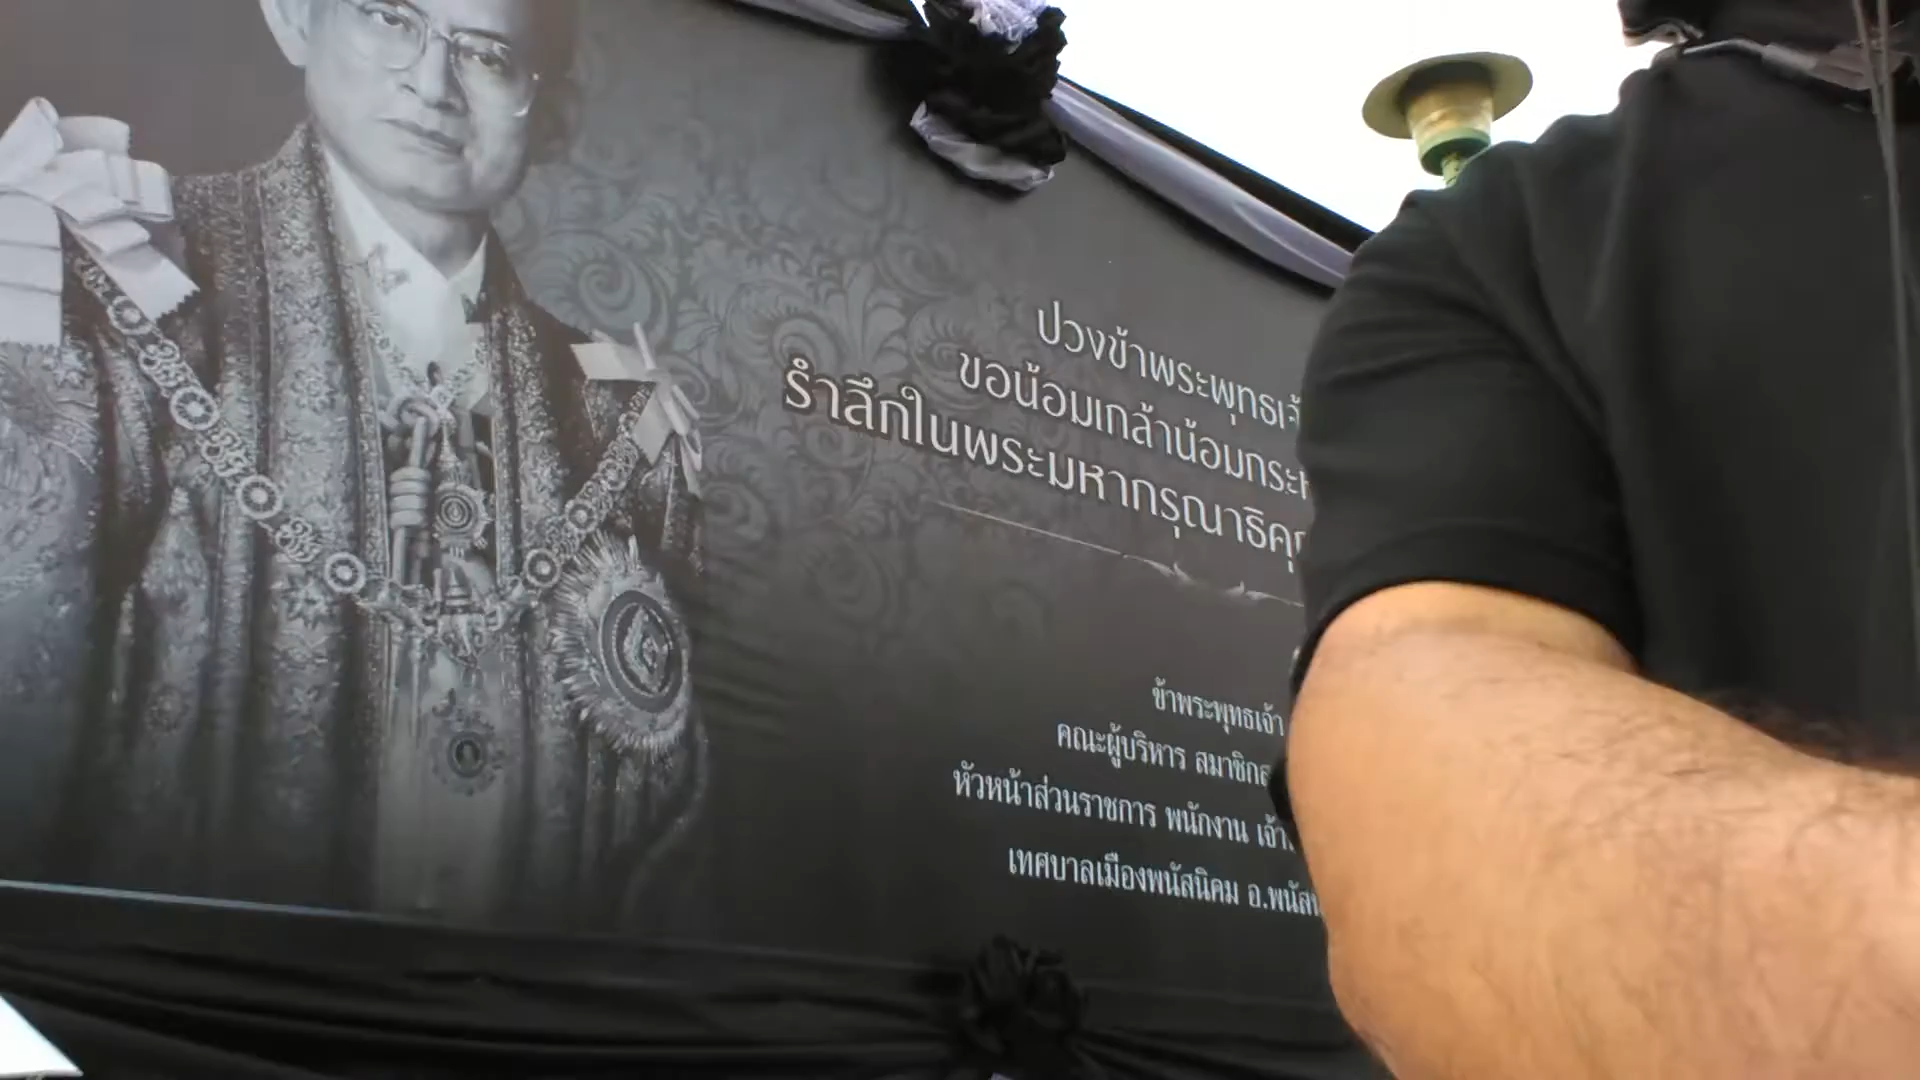 ปวงข้าพระพุทธเจ้
ขอน้อมเกล้าน้อมกระห
รำลึกในพระมหากรุณาธิคุณ
ข้าพระพุทธเจ้า
คณะผู้บริหาร สมาชิกส
หัวหน้าส่วนราชการ พนักงาน เจ้า
เทศบาลเมืองพนัสนิคม อ.พนัส